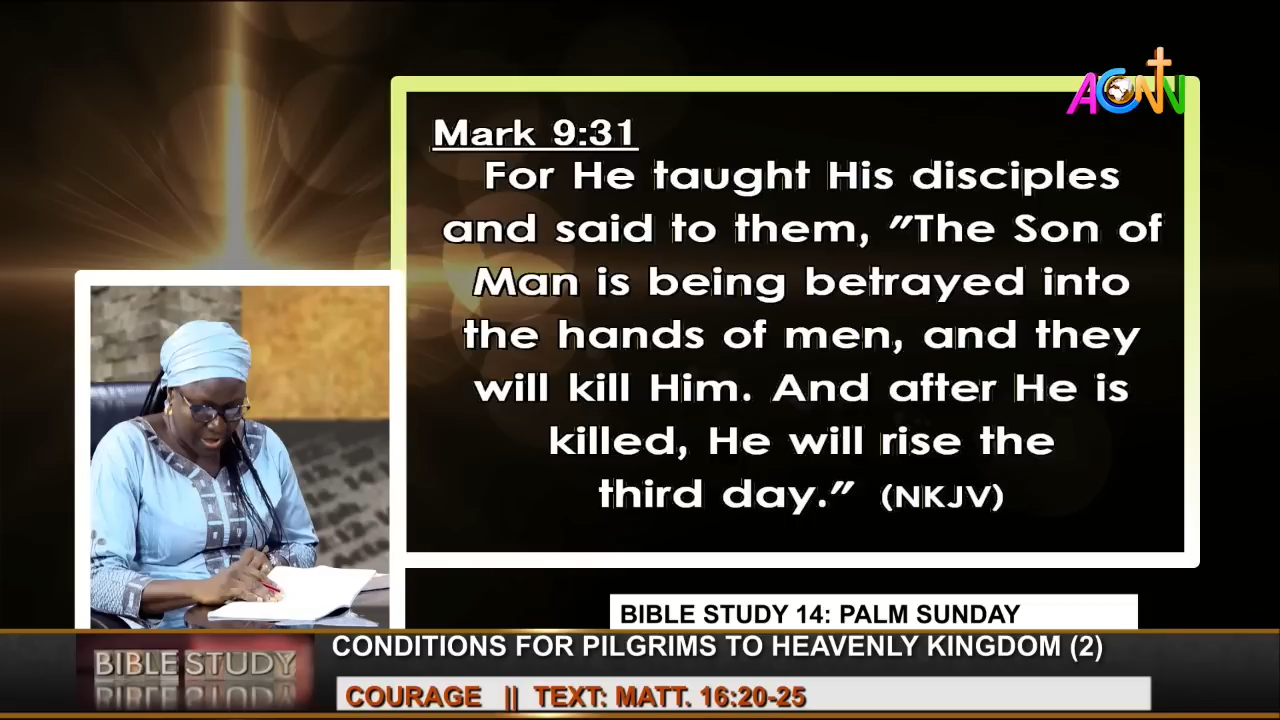 ACNN
Mark 9:31
For He taught His disciples
and said to them, "The Son of
Man is being betrayed into
the hands of men, and they
will kill Him. And after He is
killed, He will rise the
third day." (NKJV)
BIBLE STUDY 14: PALM SUNDAY
CONDITIONS FOR PILGRIMS TO HEAVENLY KINGDOM (2)
BIBLE STUDY
COURAGE || TEXT: MATT. 16:20-25